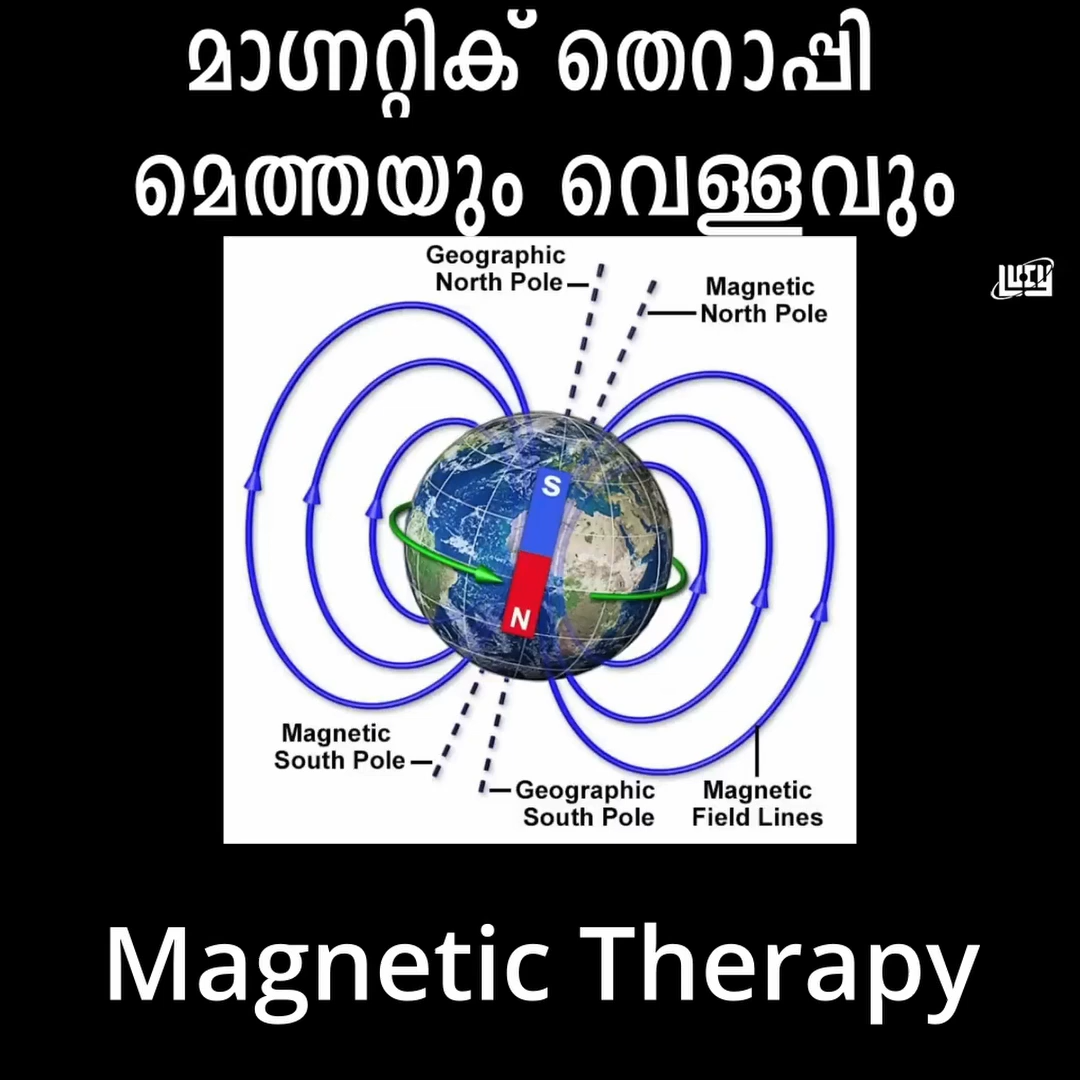 മാഗ്നറ്റിക് തെറാപ്പി
മെത്തയും വെള്ളവും
Geographic
North Pole
Magnetic
North Pole
LUCY
S
N
Magnetic
South Pole
Geographic
South Pole
Magnetic
Field Lines
Magnetic Therapy